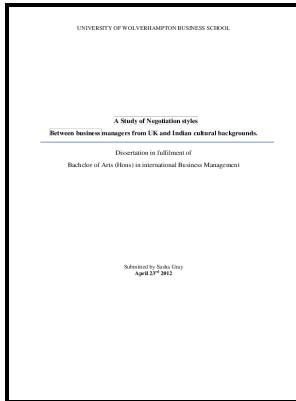 UNIVERSITY OF WOLVERHAMPTON BUSINESS SCHOOL
A Study of Negotiation styles
Between business managers from UK and Indian cultural backgrounds.
Dissertation in fulfilment of
Bachelor of Arts (Hons) in international Business Management
Submitted by Sasha Gray
April 23rd 2012